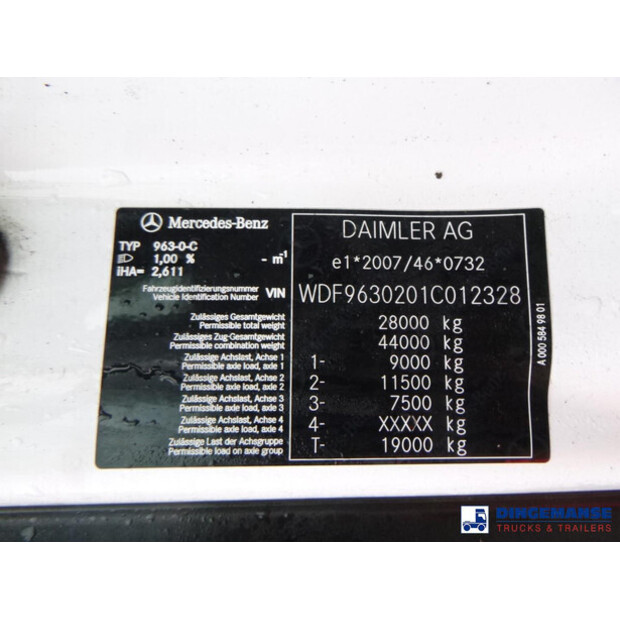 Mercedes-Benz
TYP 963-0-C
1,00 % - m⁻¹
iHA= 2,611
Fahrzeugidentifizierungsnummer
Vehicle Identification Number VIN
Zulässiges Gesamtgewicht
Permissible total weight
Zulässiges Zug-Gesamtgewicht
Permissible combination weight
Zulässige Achslast, Achse 1
Permissible axle load, axle 1
Zulässige Achslast, Achse 2
Permissible axle load, axle 2
Zulässige Achslast, Achse 3
Permissible axle load, axle 3
Zulässige Achslast, Achse 4
Permissible axle load, axle 4
Zulässige Last der Achsgruppe
Permissible load on axle group
DAIMLER AG
e1*2007/46*0732
WDF9630201C012328
28000 kg
44000 kg
1- 9000 kg
2- 11500 kg
3- 7500 kg
4- XXXXX kg
T- 19000 kg
A 000 584 98 01
DINGEMANSE
TRUCKS & TRAILERS